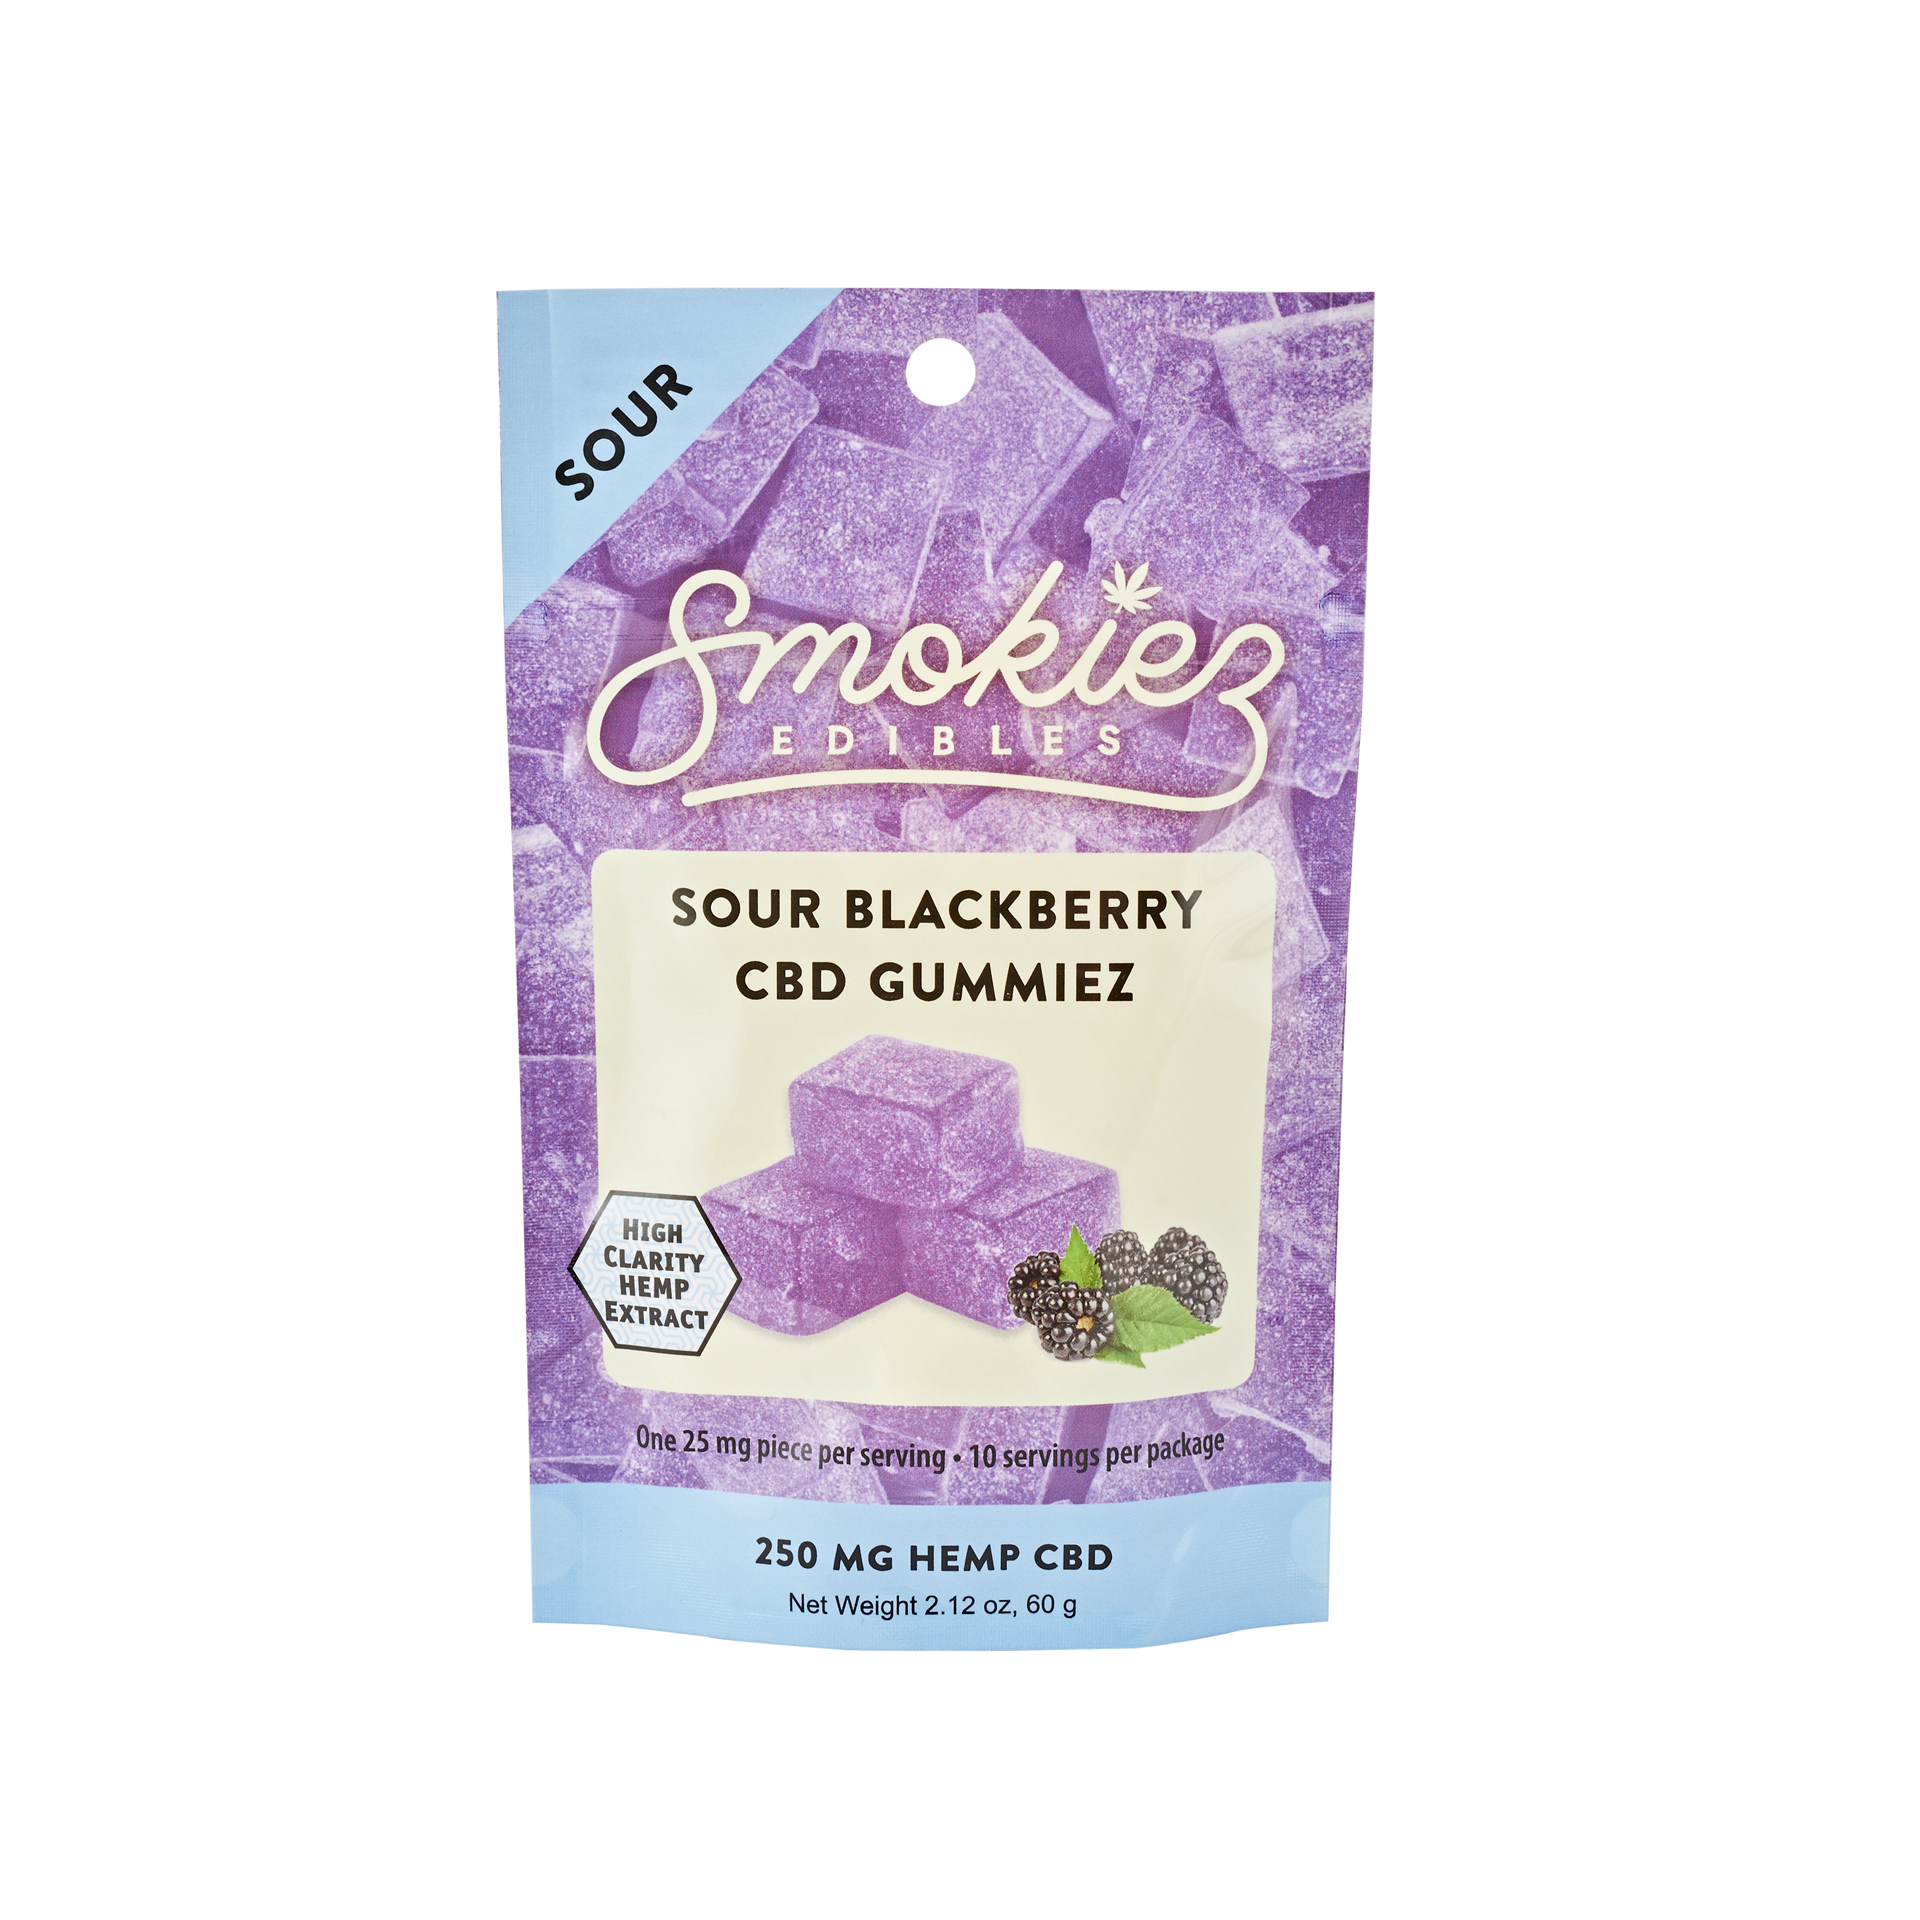 SOUR
Smokiez
EDIBLES
SOUR BLACKBERRY
CBD GUMMIEZ
HIGH
CLARITY
HEMP
EXTRACT
One 25 mg piece per serving • 10 servings per package
250 MG HEMP CBD
Net Weight 2.12 oz, 60 g